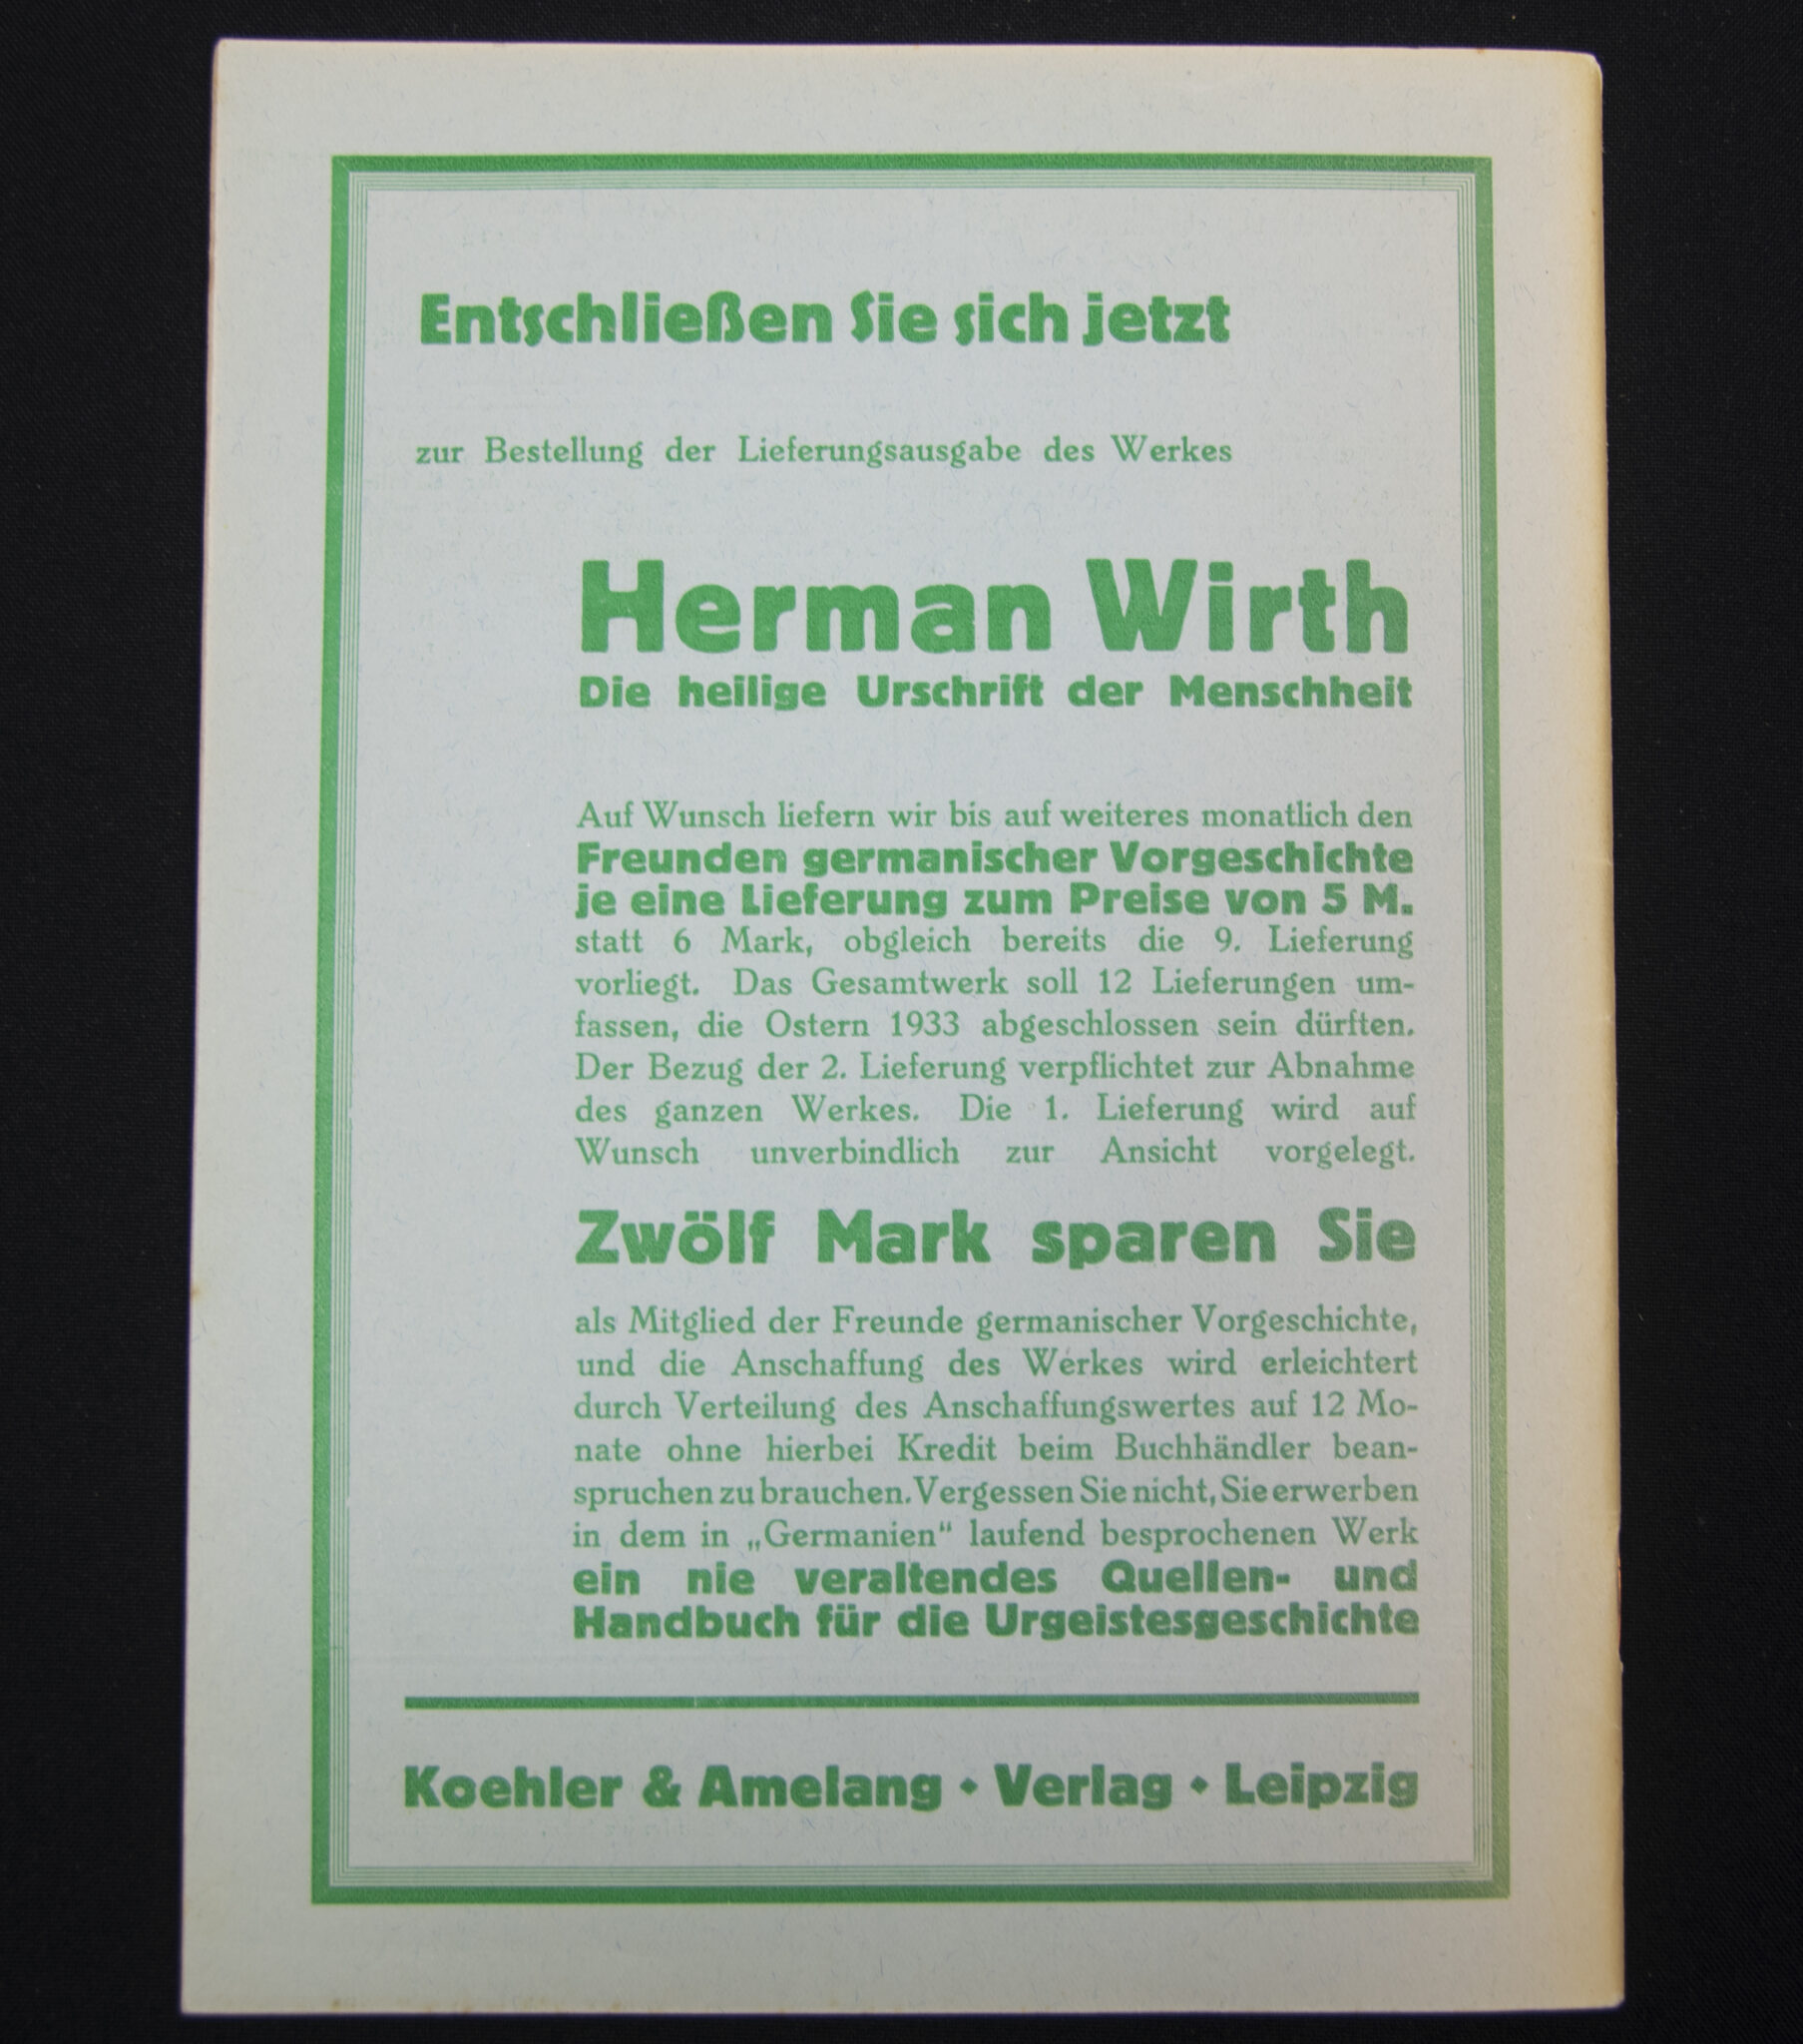 Entschließen Sie sich jetzt
zur Bestellung der Lieferungsausgabe des Werkes
Herman Wirth
Die heilige Urschrift der Menschheit
Auf Wunsch liefern wir bis auf weiteres monatlich den
Freunden germanischer Vorgeschichte
je eine Lieferung zum Preise von 5 M.
statt 6 Mark, obgleich bereits die 9. Lieferung
vorliegt. Das Gesamtwerk soll 12 Lieferungen um-
fassen, die Ostern 1933 abgeschlossen sein dürften.
Der Bezug der 2. Lieferung verpflichtet zur Abnahme
des ganzen Werkes. Die 1. Lieferung wird auf
Wunsch unverbindlich zur Ansicht vorgelegt.
Zwölf Mark sparen Sie
als Mitglied der Freunde germanischer Vorgeschichte,
und die Anschaffung des Werkes wird erleichtert
durch Verteilung des Anschaffungswertes auf 12 Mo-
nate ohne hierbei Kredit beim Buchhändler bean-
spruchen zu brauchen. Vergessen Sie nicht, Sie erwerben
in dem in „Germanien“ laufend besprochenen Werk
ein nie veraltendes Quellen- und
Handbuch für die Urgeistesgeschichte
Koehler & Amelang • Verlag • Leipzig